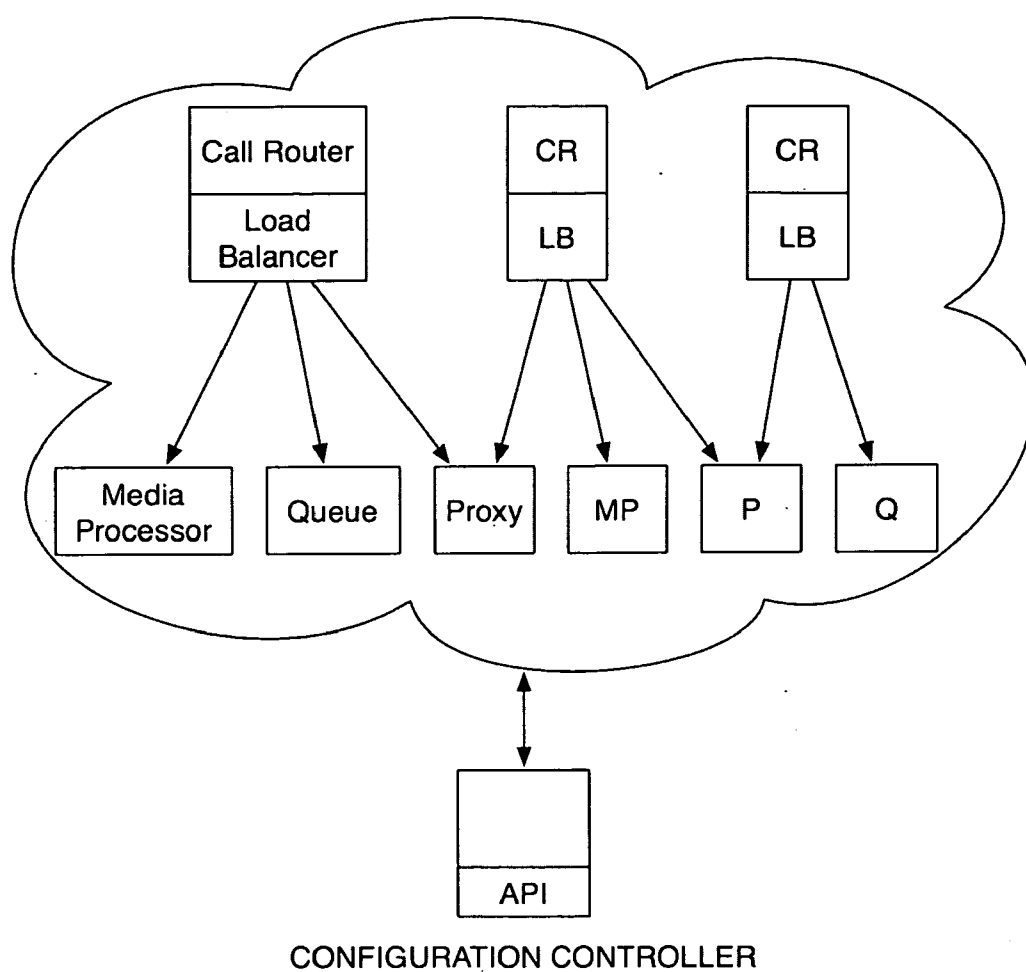 Call Router
Load
Balancer
CR
LB
CR
LB
Media
Processor
Queue
Proxy
MP
P
Q
API
CONFIGURATION CONTROLLER